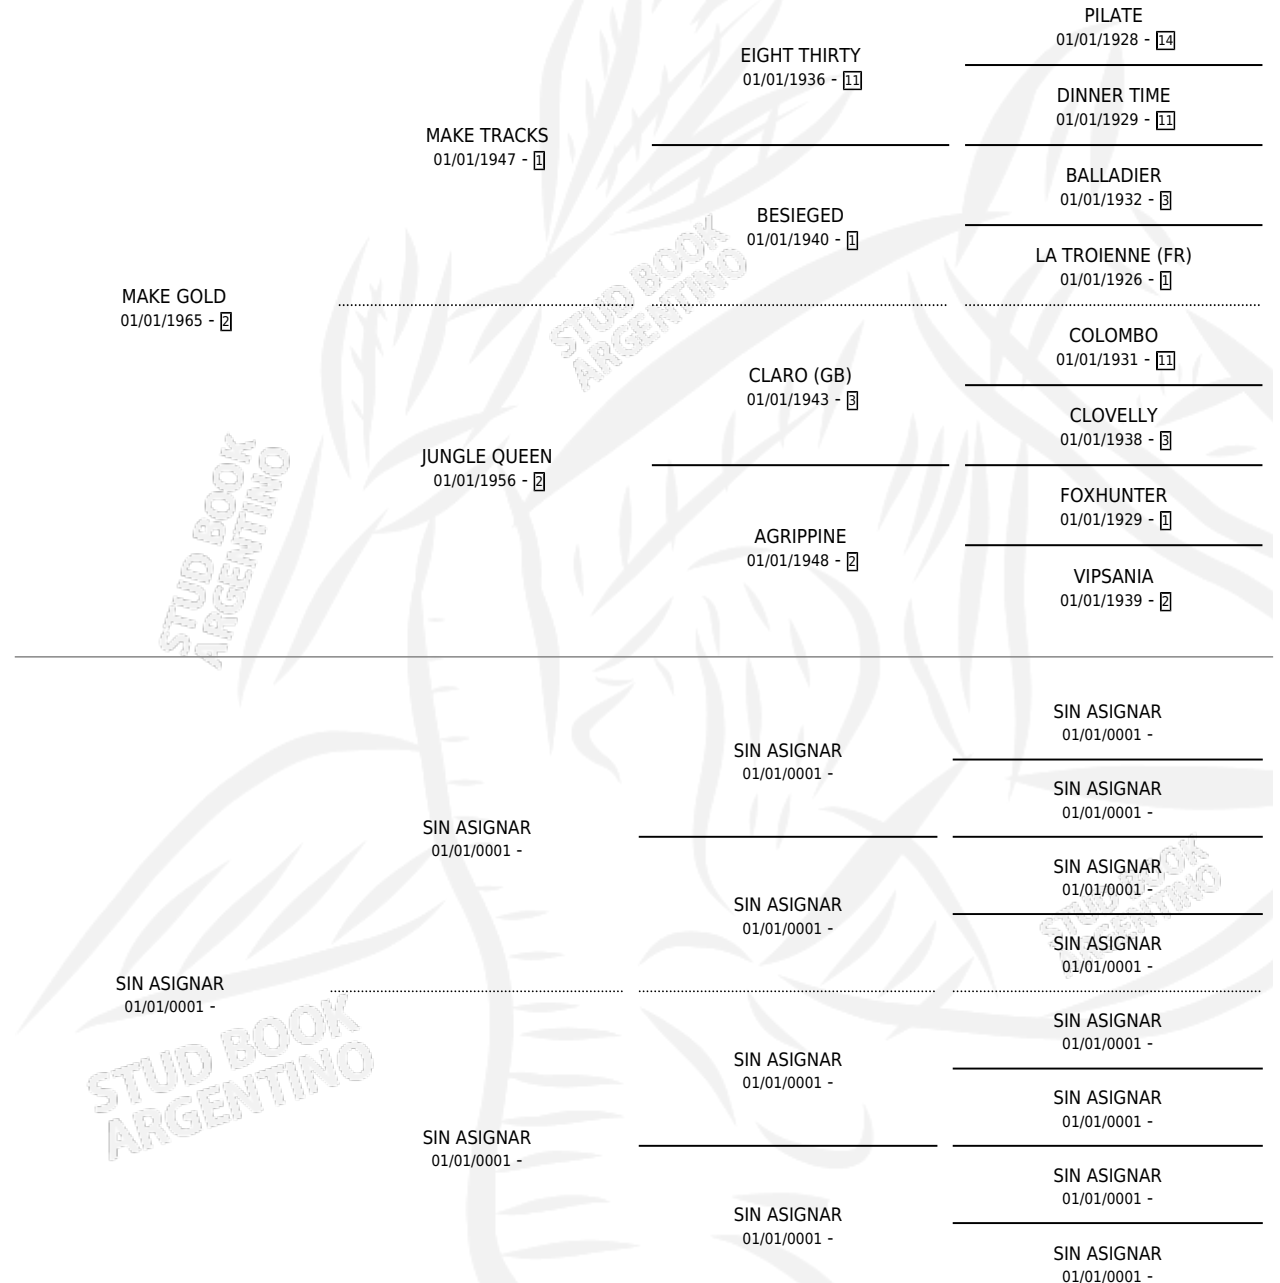 PILATE
01/01/1928 - 14
EIGHT THIRTY
01/01/1936 - 11
DINNER TIME
01/01/1929 - 11
MAKE TRACKS
01/01/1947 - 1
BALLADIER
01/01/1932 - 3
BESIEGED
01/01/1940 - 1
LA TROIENNE (FR)
01/01/1926 - 1
MAKE GOLD
01/01/1965 - 2
COLOMBO
01/01/1931 - 11
CLARO (GB)
01/01/1943 - 3
CLOVELLY
01/01/1938 - 3
JUNGLE QUEEN
01/01/1956 - 2
FOXHUNTER
01/01/1929 - 1
AGRIPPINE
01/01/1948 - 2
VIPSANIA
01/01/1939 - 2
STUD BOOK
ARGENTINO
STUD BOOK
ARGENTINO
SIN ASIGNAR
01/01/0001 -
SIN ASIGNAR
01/01/0001 -
SIN ASIGNAR
01/01/0001 -
SIN ASIGNAR
01/01/0001 -
SIN ASIGNAR
01/01/0001 -
SIN ASIGNAR
01/01/0001 -
SIN ASIGNAR
01/01/0001 -
SIN ASIGNAR
01/01/0001 -
SIN ASIGNAR
01/01/0001 -
SIN ASIGNAR
01/01/0001 -
SIN ASIGNAR
01/01/0001 -
SIN ASIGNAR
01/01/0001 -
SIN ASIGNAR
01/01/0001 -
SIN ASIGNAR
01/01/0001 -
SIN ASIGNAR
01/01/0001 -
STUD BOOK
ARGENTINO
STUD BOOK
ARGENTINO